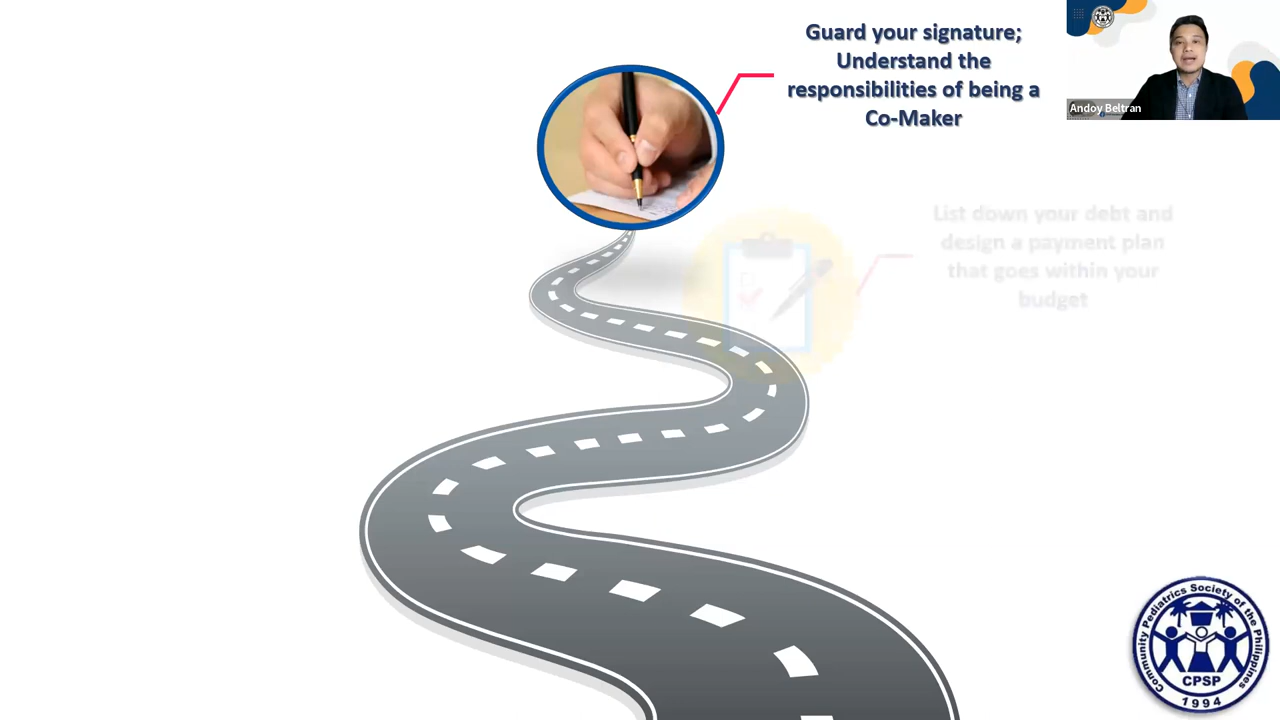 Guard your signature;
Understand the
responsibilities of being a
Co-Maker
Andoy Beltran
List down your debt and
design a payment plan
that goes within your
budget
Community Pediatrics Society of the Philippines
CPSP
1994